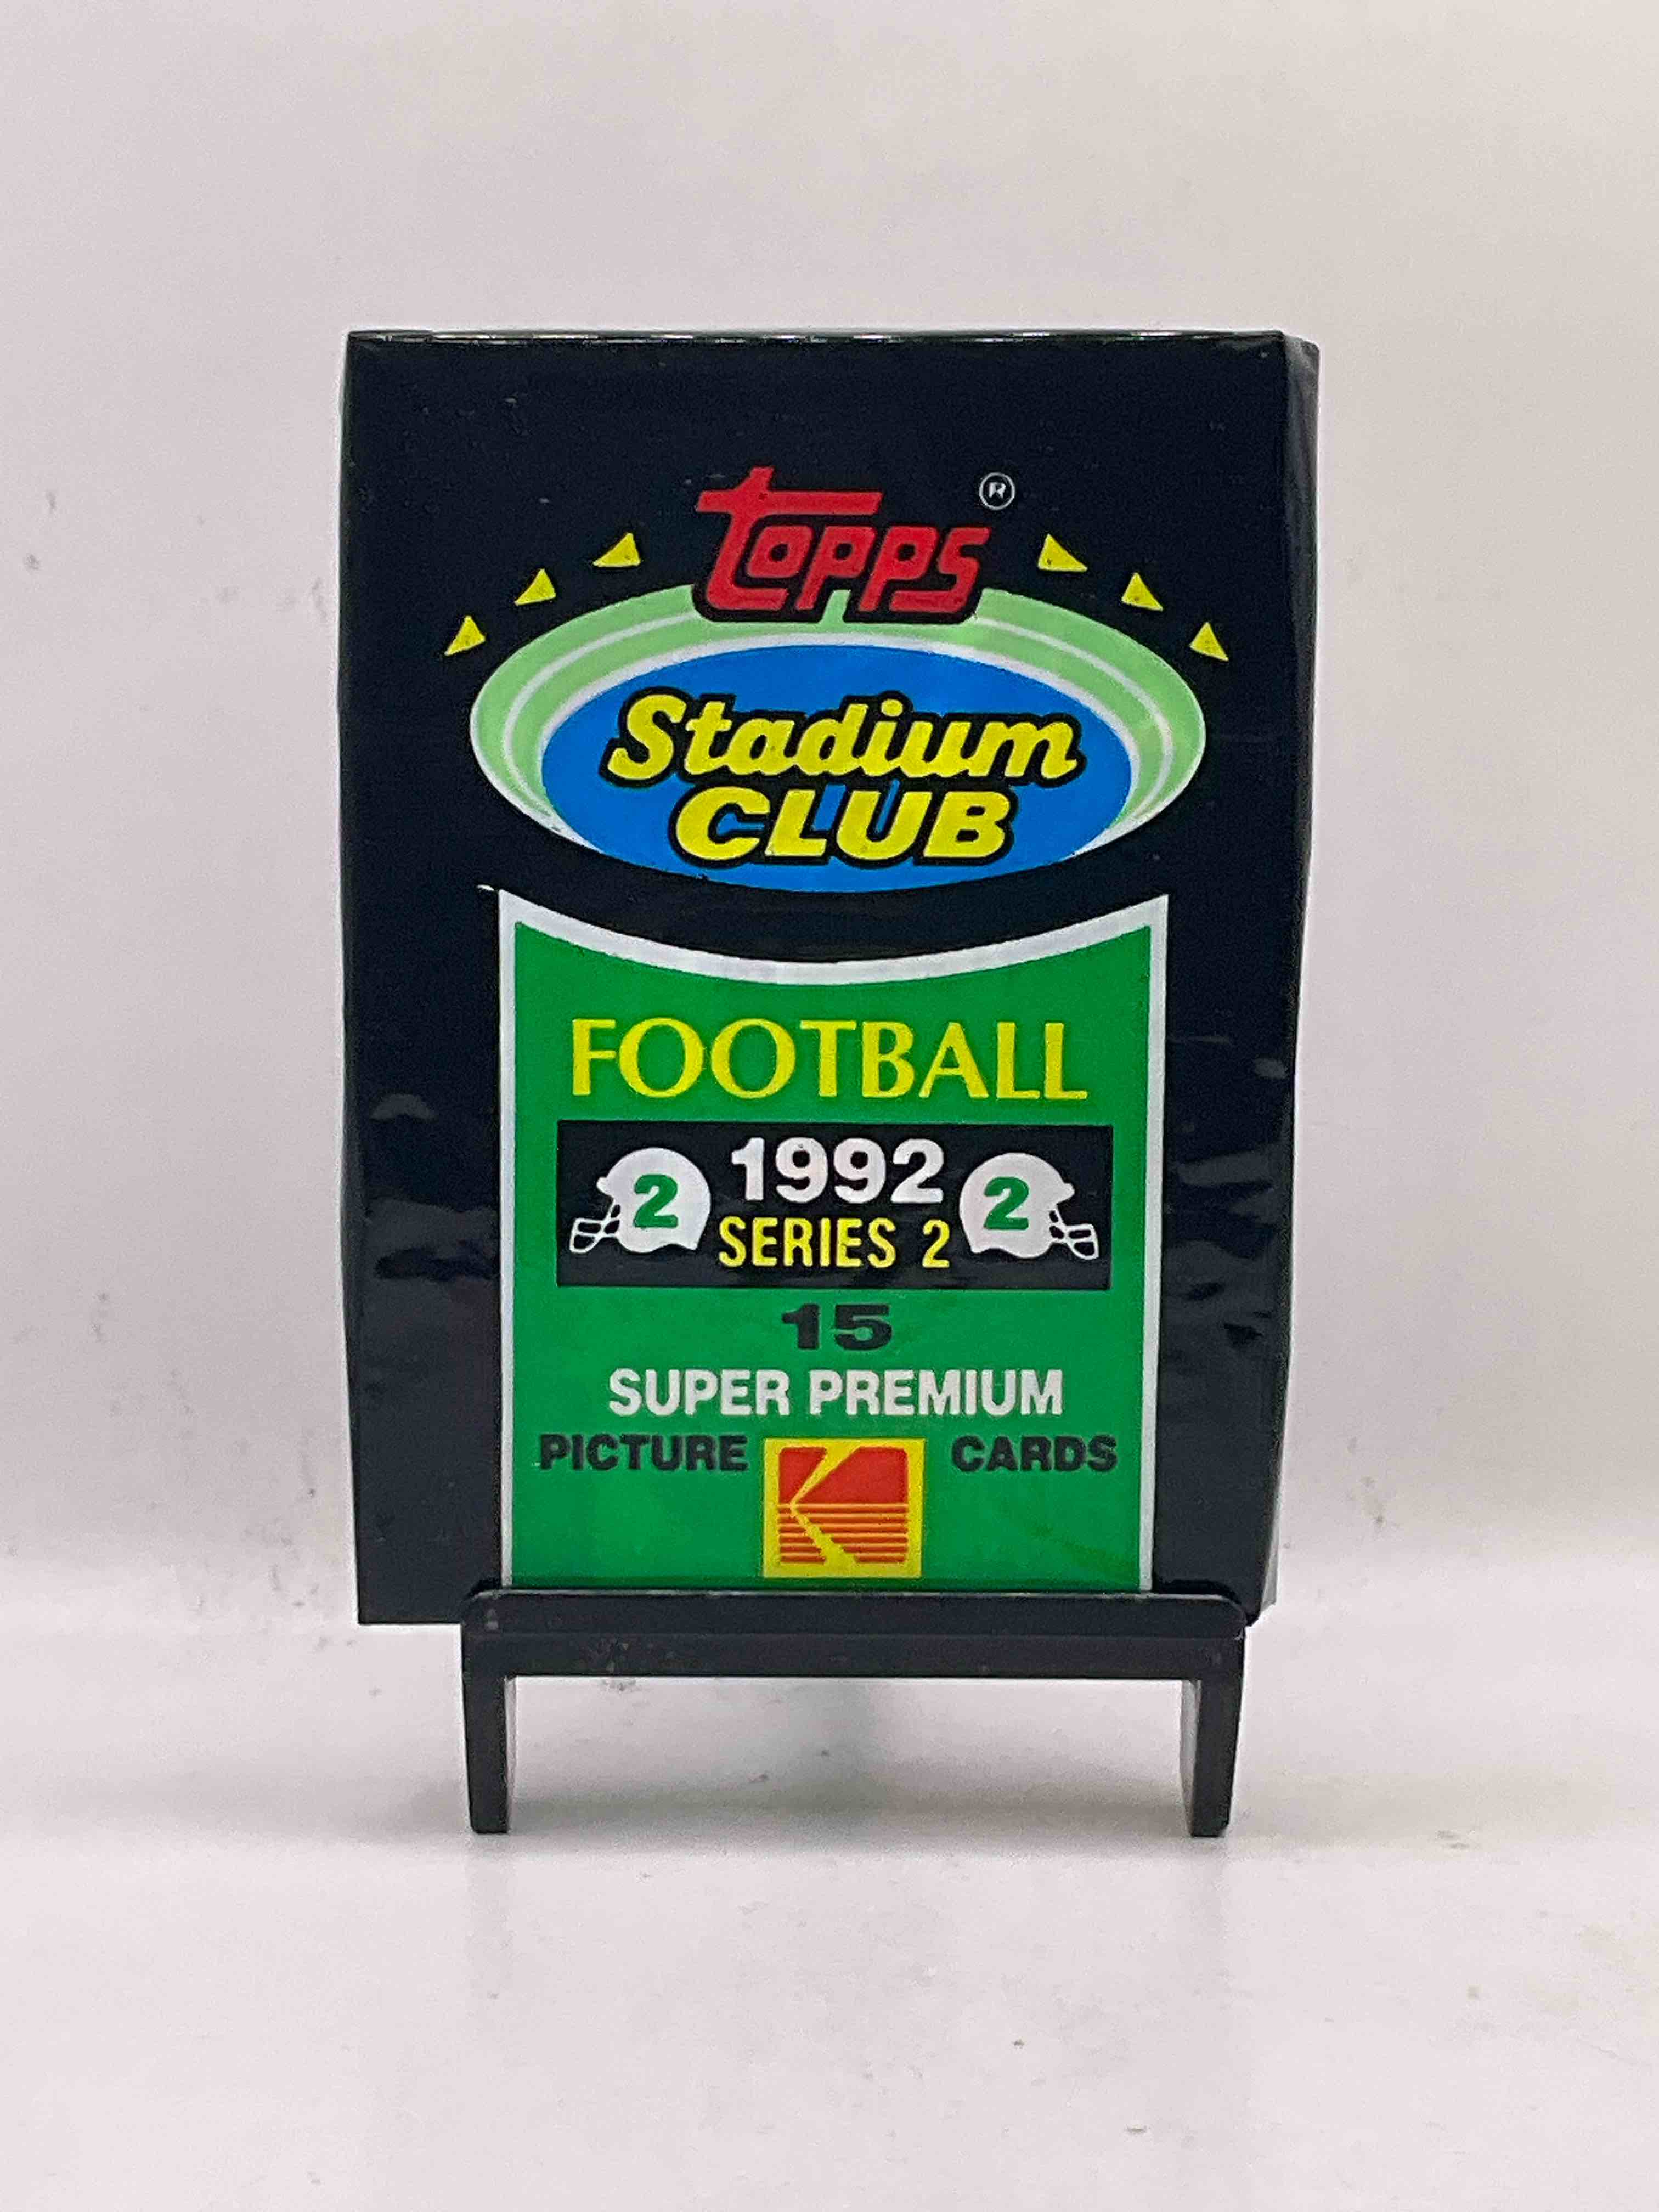 Topps ®
Stadium
CLUB
FOOTBALL
2 1992 2
SERIES 2
15
SUPER PREMIUM
PICTURE K CARDS